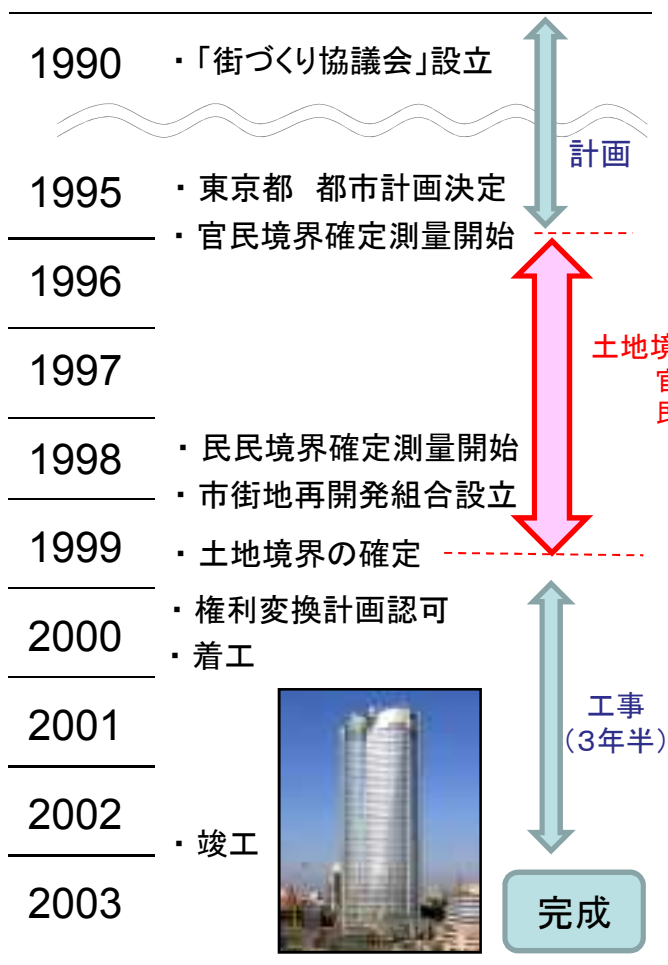 1990 ・「街づくり協議会」設立
計画
1995 ・東京都 都市計画決定
・官民境界確定測量開始
1996
土地境
官
民
1997
1998 ・民民境界確定測量開始
・市街地再開発組合設立
1999 ・土地境界の確定
2000 ・権利変換計画認可
・着工
2001
工事
（3年半）
2002
・竣工
2003
完成